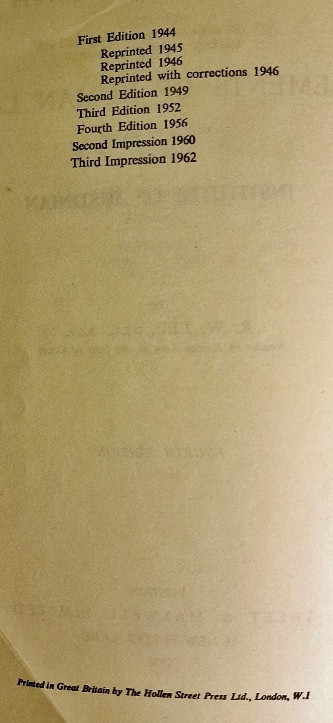 First Edition 1944
Reprinted 1945
Reprinted 1946
Reprinted with corrections 1946
Second Edition 1949
Third Edition 1952
Fourth Edition 1956
Second Impression 1960
Third Impression 1962
Printed in Great Britain by The Hollen Street Press Ltd., London, W.1